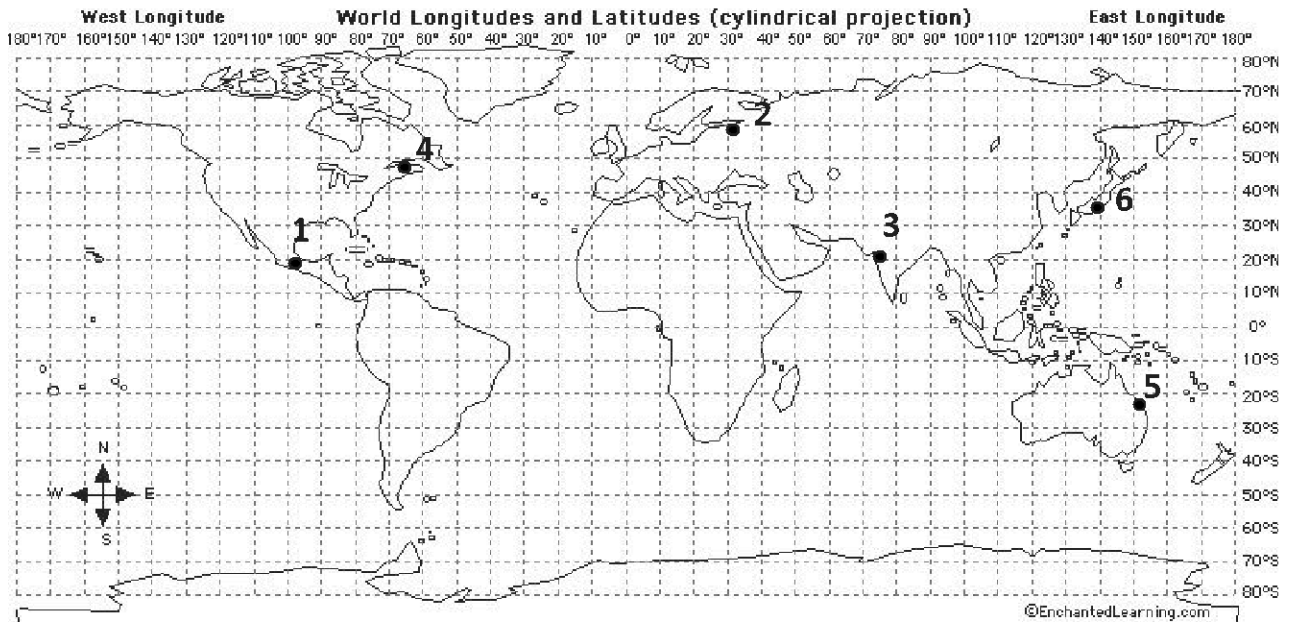 West Longitude World Longitudes and Latitudes (cylindrical projection) East Longitude
180° 170° 160° 150° 140° 130° 120° 110° 100° 90° 80° 70° 60° 50° 40° 30° 20° 10° 0° 10° 20° 30° 40° 50° 60° 70° 80° 90° 100° 110° 120° 130° 140° 150° 160° 170° 180°
80°N
70°N
2
60°N
4
50°N
40°N
6
1
3
30°N
20°N
10°N
0°
10°S
5
20°S
30°S
N
40°S
W E
50°S
S
60°S
70°S
80°S
©EnchantedLearning.com